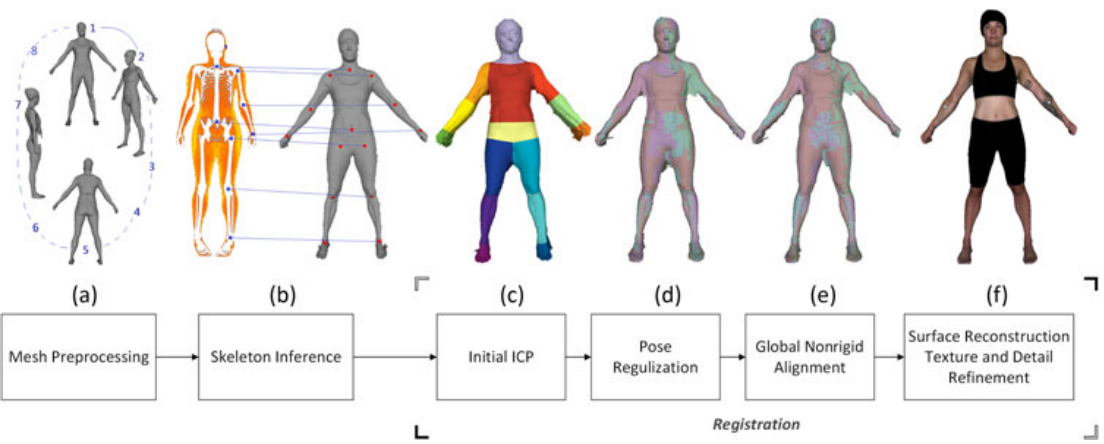 1
2
3
4
5
6
7
8
(a)
(b)
(c)
(d)
(e)
(f)
Mesh Preprocessing
Skeleton Inference
Initial ICP
Pose
Regulization
Global Nonrigid
Alignment
Surface Reconstruction
Texture and Detail
Refinement
Registration